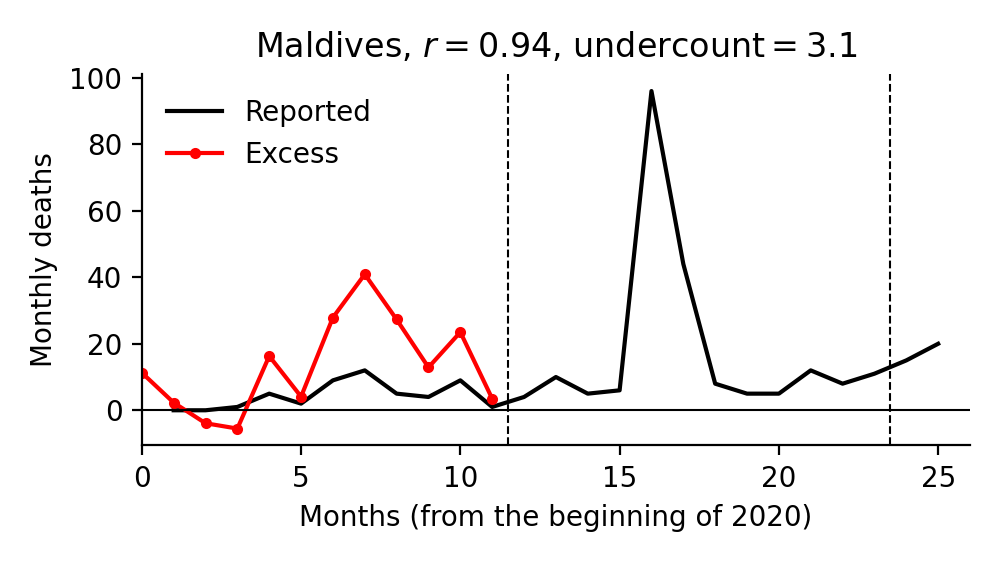 Maldives, r = 0.94, undercount = 3.1
100
80
60
40
20
0
Monthly deaths
Reported
Excess
0 5 10 15 20 25
Months (from the beginning of 2020)